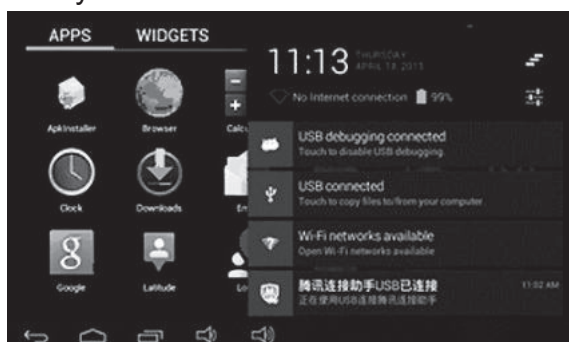 APPS WIDGETS
ApkInstaller Browser Calcu
Clock Downloads Em
Google Latitude Lo
11:13 THURSDAY
APRIL 18 2013
No Internet connection 99%
USB debugging connected
Touch to disable USB debugging.
USB connected
Touch to copy files to/from your computer
Wi-Fi networks available
Open Wi-Fi networks available
腾讯连接助手USB已连接 11:02 AM
正在使用USB连接腾讯连接助手